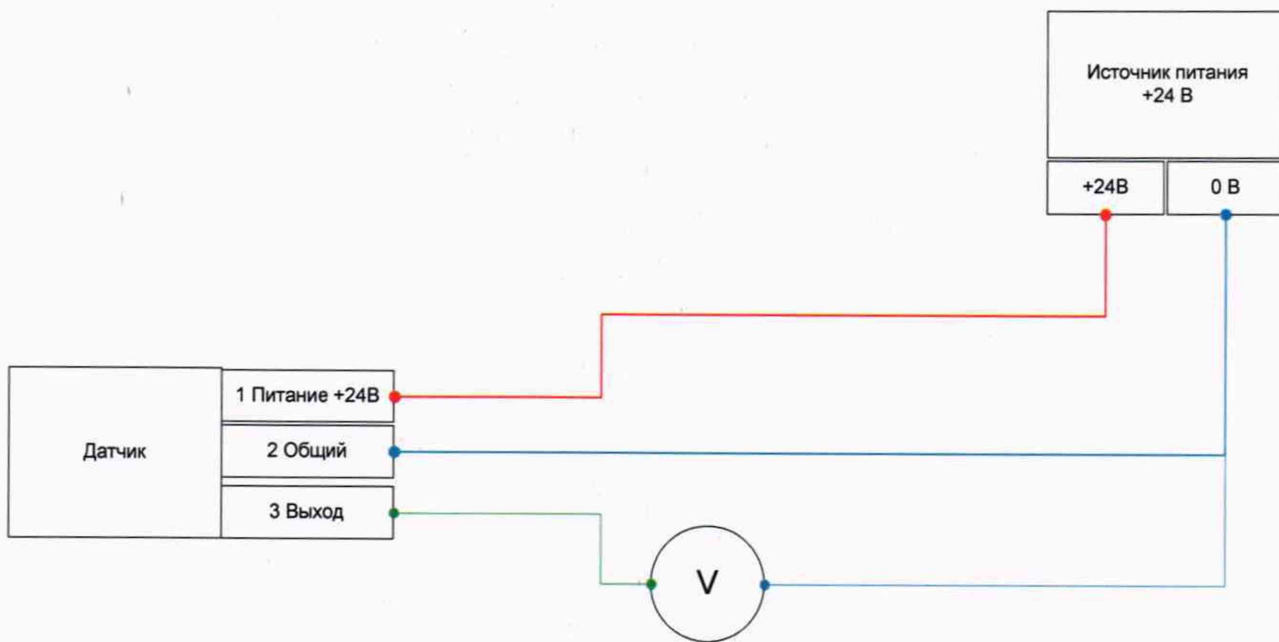 Источник питания
+24 В
+24В
0 В
1 Питание +24В
Датчик
2 Общий
3 Выход
V